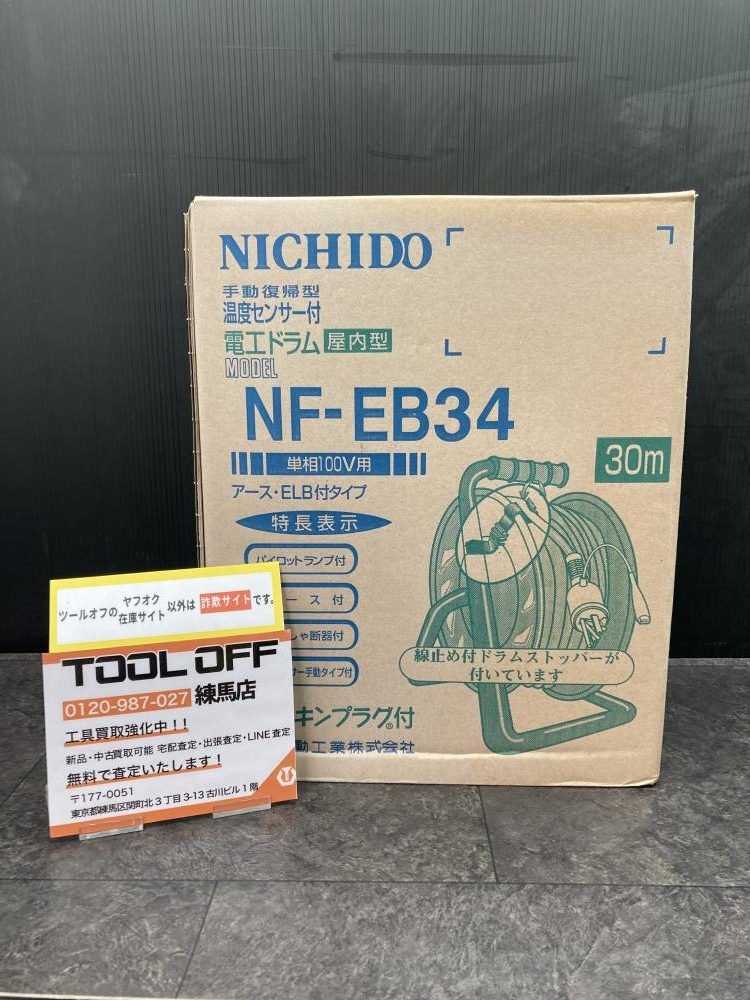 NICHIDO
手動復帰型
温度センサー付
電工ドラム 屋内型
MODEL
NF-EB34
単相100V用
30m
アース・ELB付タイプ
特長表示
パイロットランプ付
ース付
しゃ断器付
サー手動タイプ付
線止め付ドラムストッパーが
付いています
キンプラグ®付
動工業株式会社
ツールオフの ヤフオク 在庫サイト 以外は 詐欺サイト です。
TOOL OFF
0120-987-027 練馬店
工具買取強化中!!
新品・中古買取可能 宅配査定・出張査定・LINE査定
無料で査定いたします!
〒177-0051
東京都練馬区関町北3丁目3-13古川ビル1階